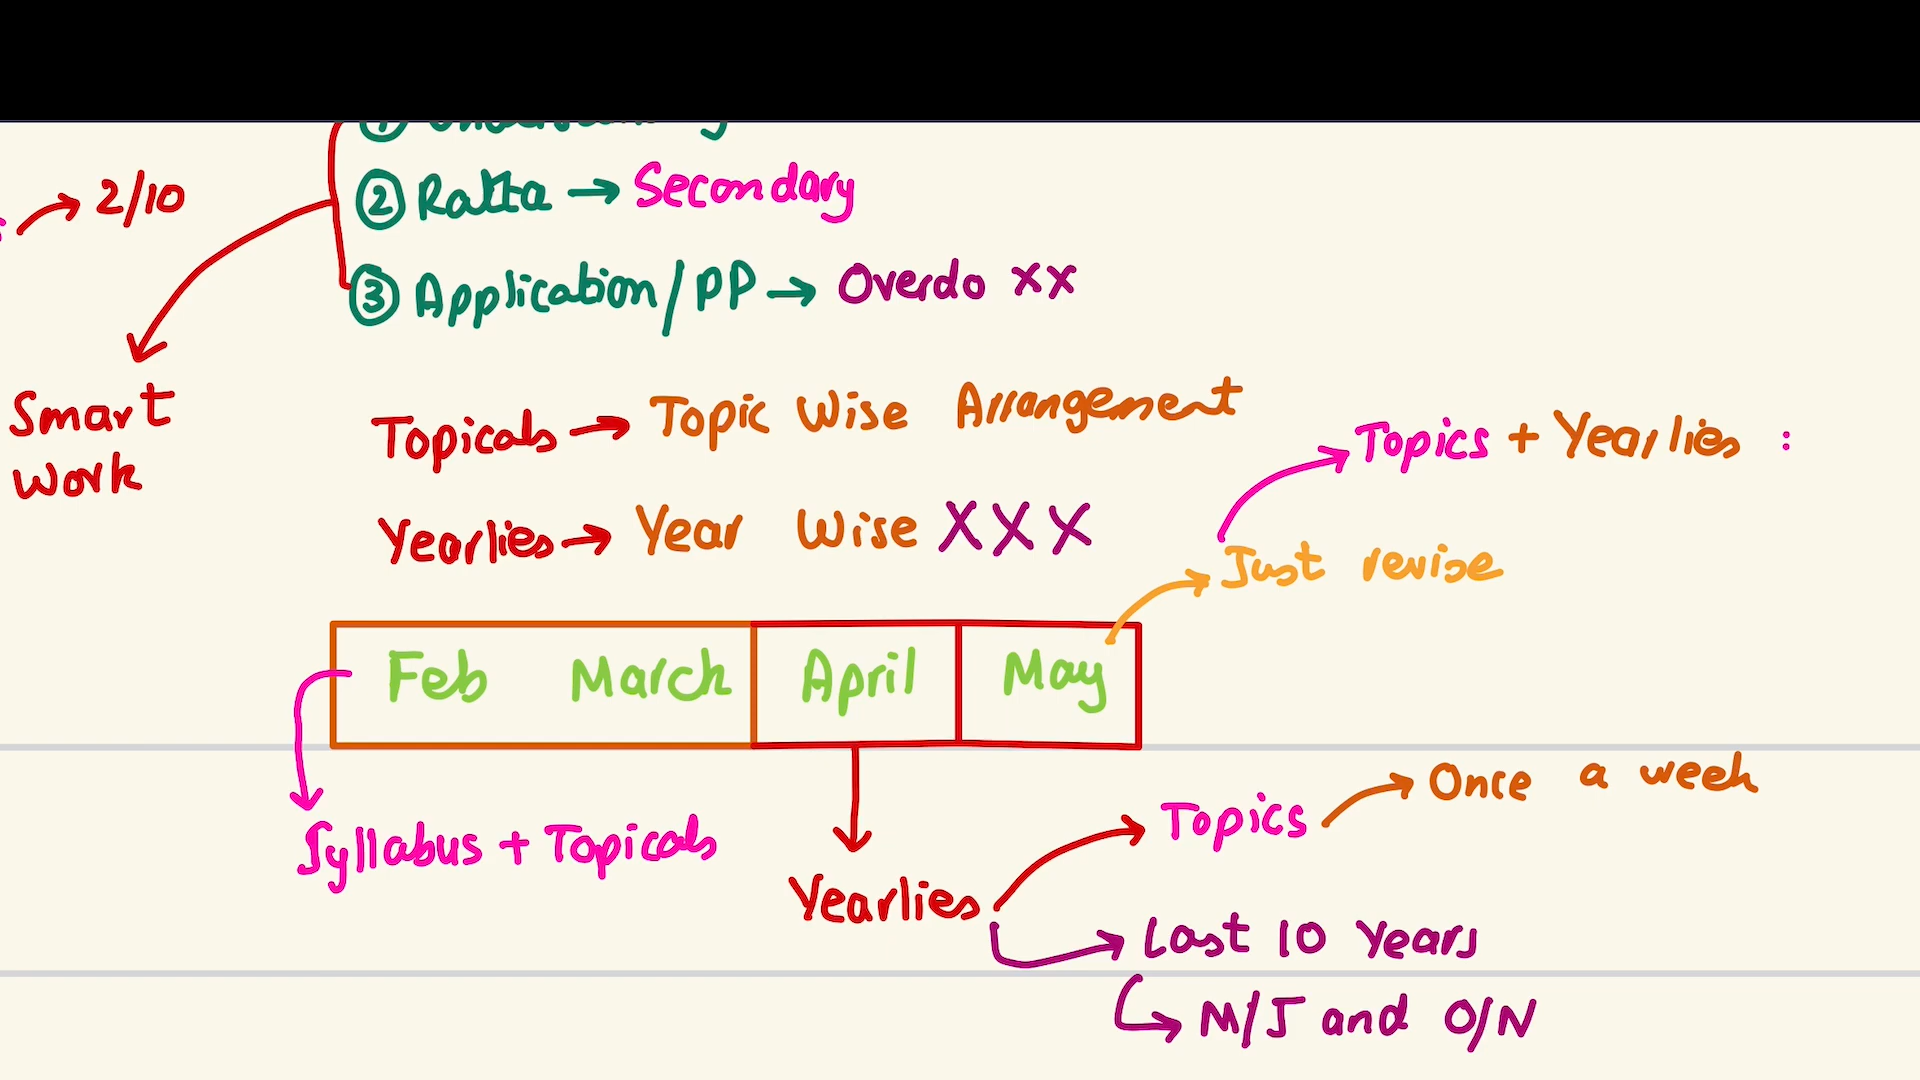 ② Ratta → Secondary
→ 2/10
③ Application/PP → Overdo XX
Smart
work
Topicals → Topic Wise Arrangement
Topics + Yearlies :
Yearlies → Year Wise XXX
Just revise
Feb March April May
Once a week
Topics
Syllabus + Topicals
Yearlies
Last 10 Years
M/J and O/N